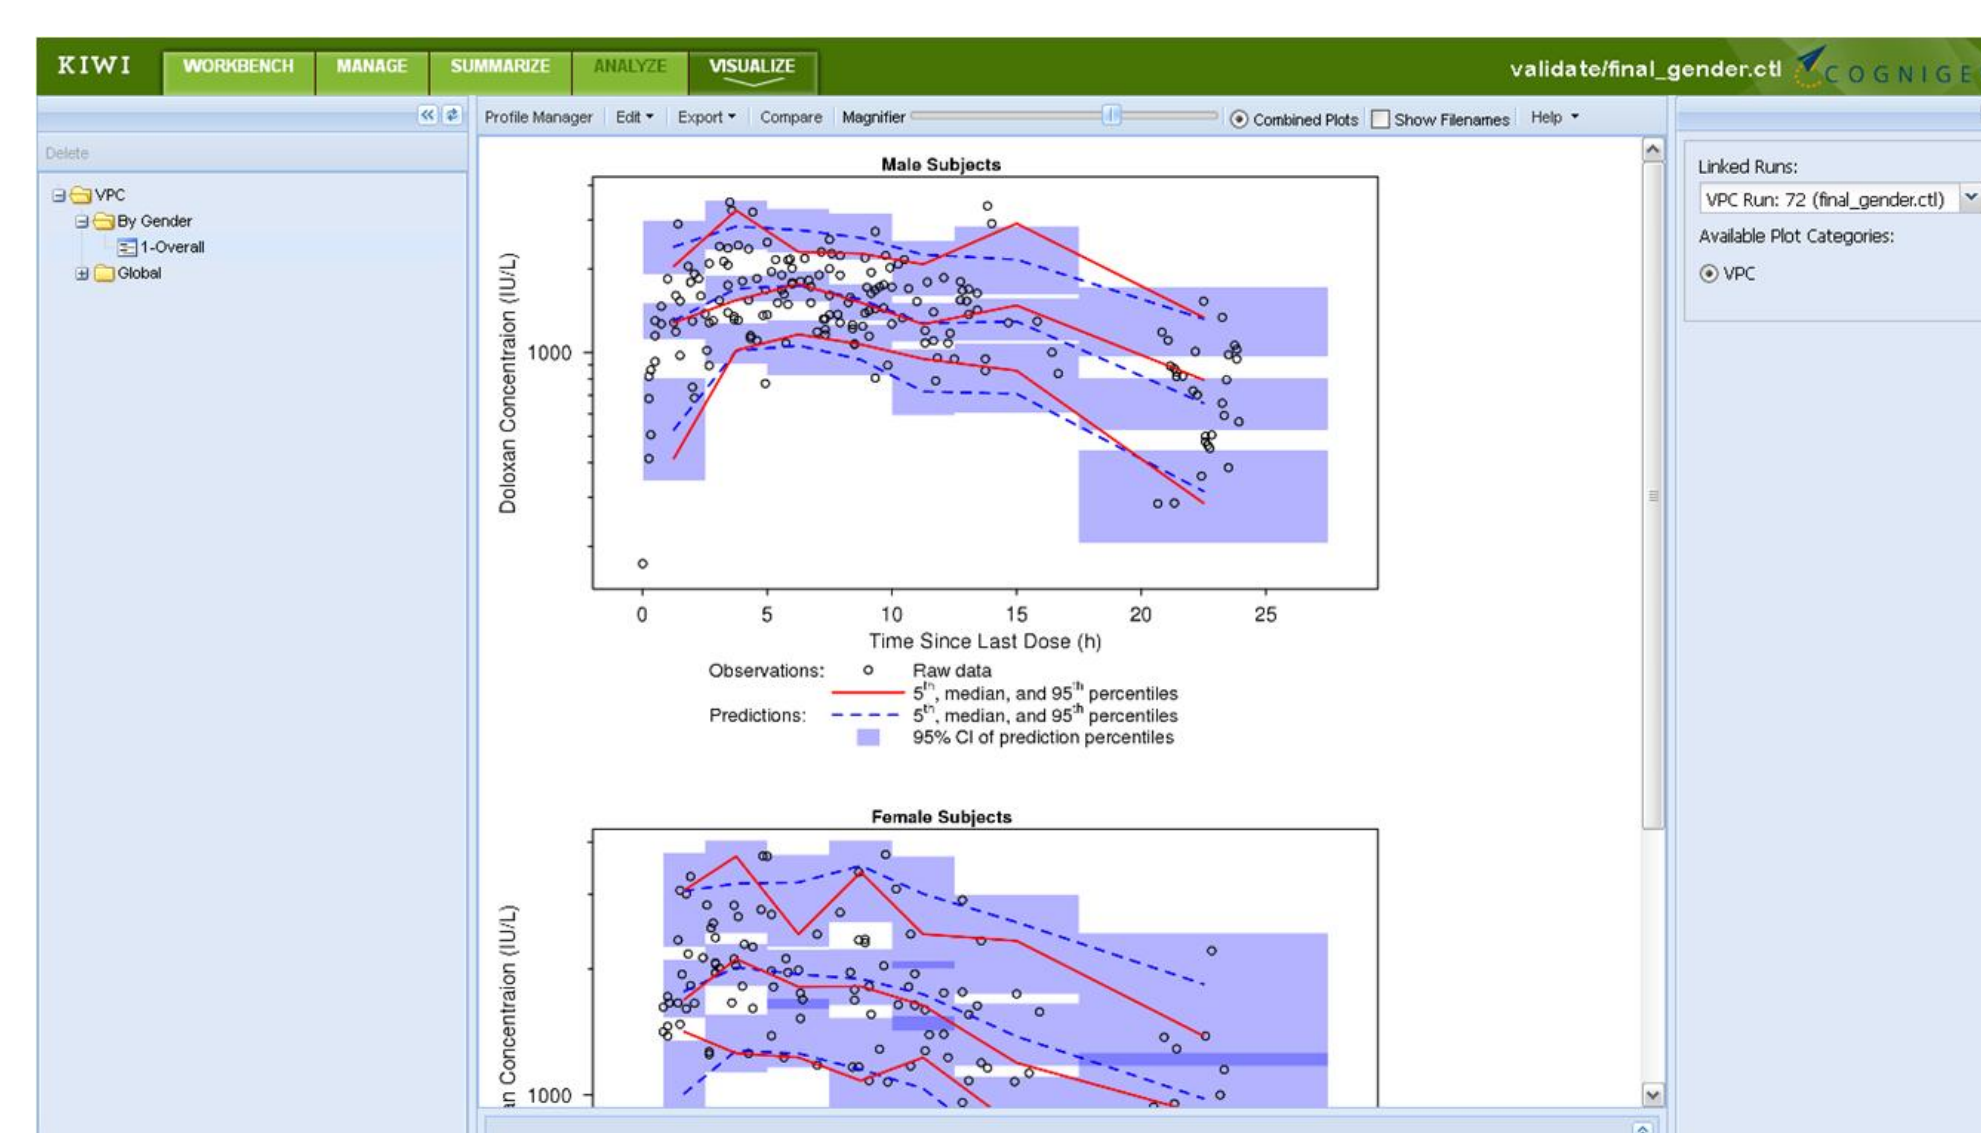 KIWI WORKBENCH MANAGE SUMMARIZE ANALYZE VISUALIZE validate/final_gender.ctl COGNIGE
Profile Manager Edit Export Compare Magnifier Combined Plots Show Filenames Help
Delete
VPC
By Gender
1-Overall
Global
Male Subjects
Doloxan Concentraion (IU/L)
1000
0 5 10 15 20 25
Time Since Last Dose (h)
Observations: Raw data
5th, median, and 95th percentiles
Predictions: 5th, median, and 95th percentiles
95% CI of prediction percentiles
Female Subjects
an Concentraion (IU/L)
1000
Linked Runs:
VPC Run: 72 (final_gender.ctl)
Available Plot Categories:
VPC